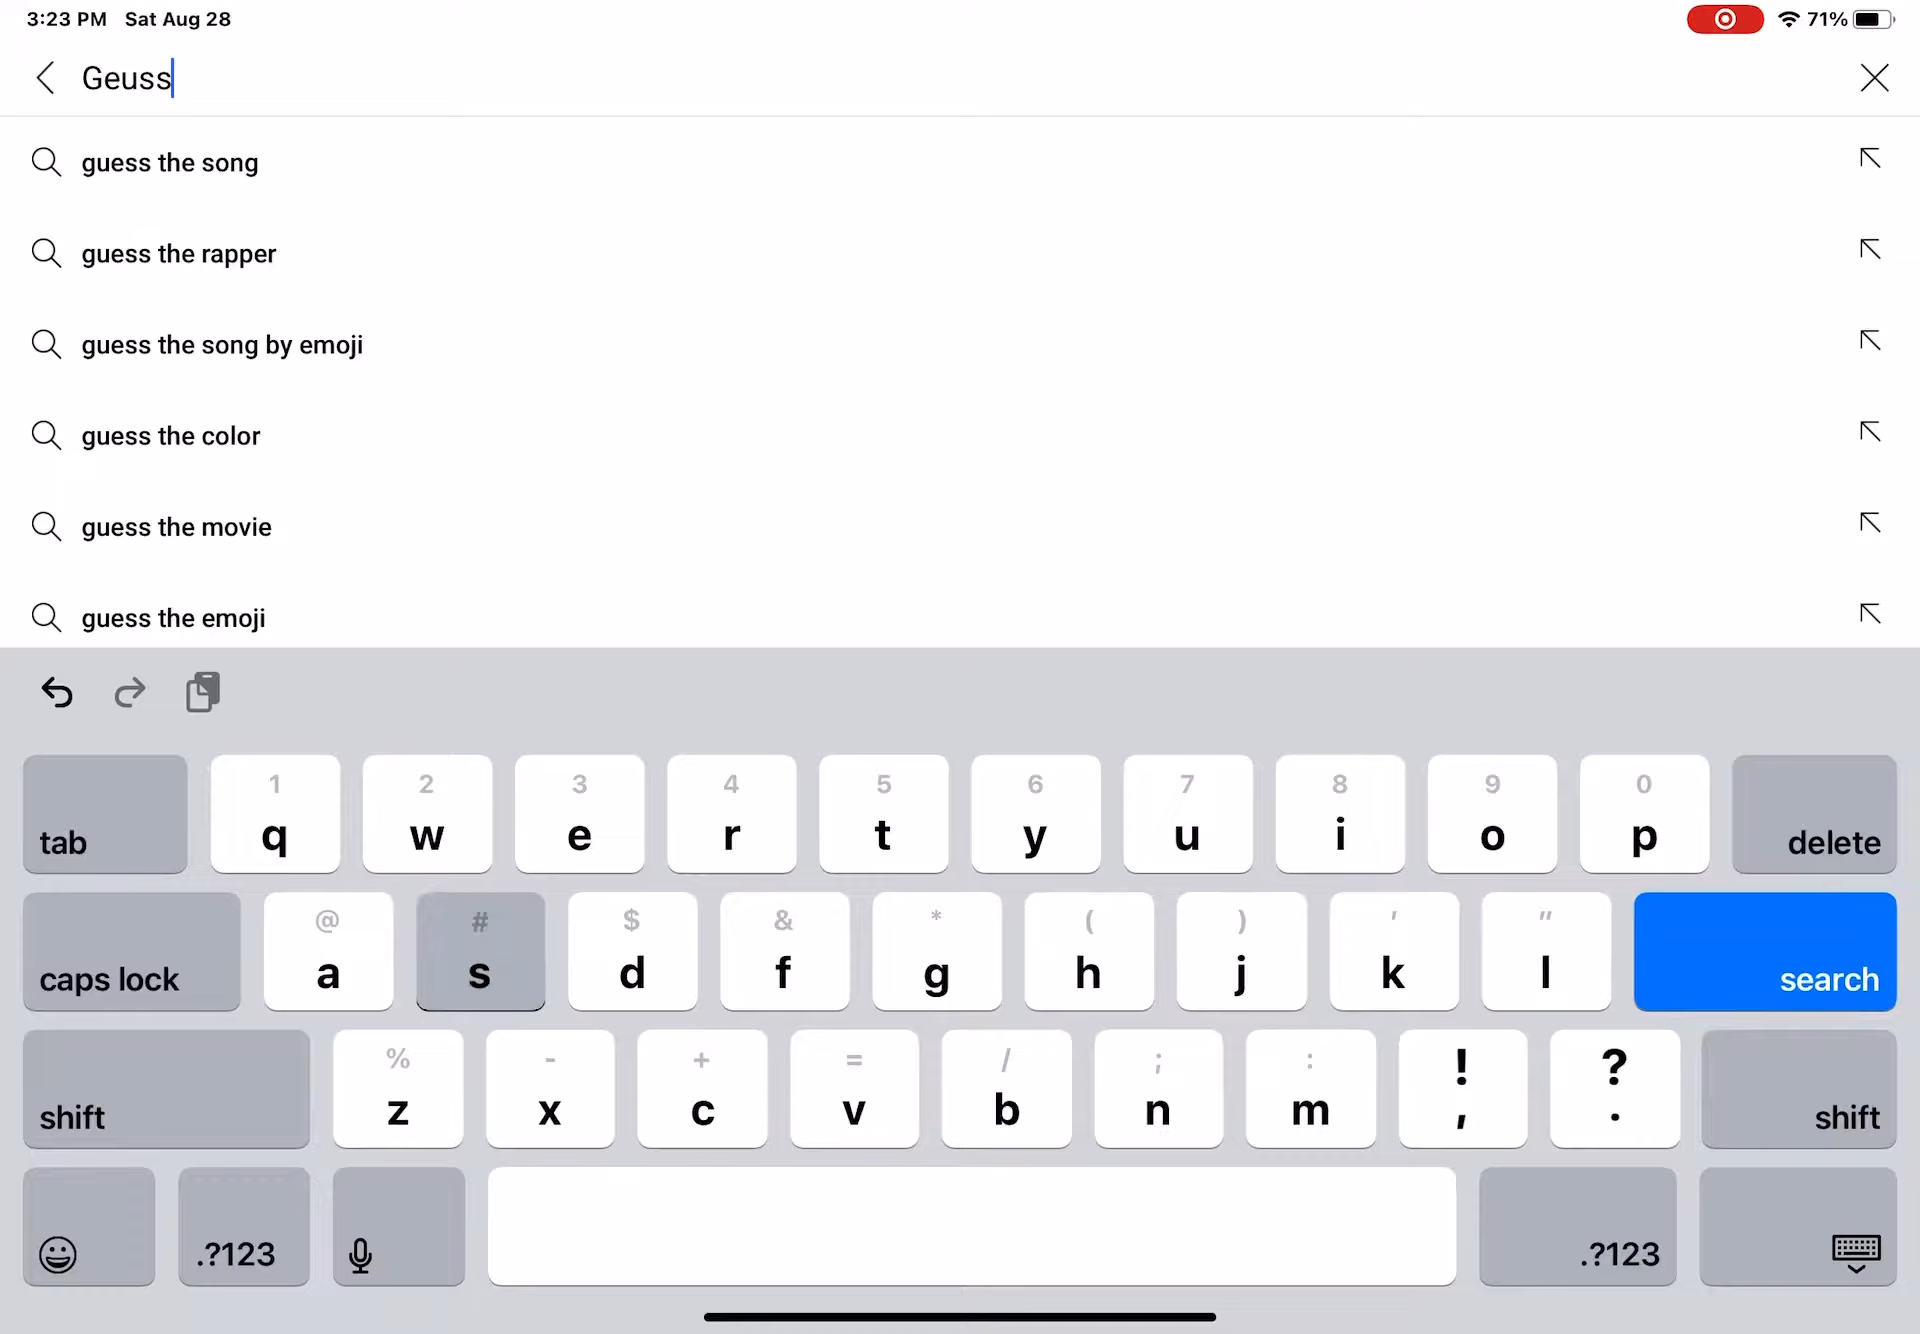 3:23 PM Sat Aug 28 71%
Geuss
guess the song
guess the rapper
guess the song by emoji
guess the color
guess the movie
guess the emoji
1 2 3 4 5 6 7 8 9 0
tab q w e r t y u i o p delete
@ # $ & * ( ) ' "
caps lock a s d f g h j k l search
% - + = / ; : ! ?
shift z x c v b n m , . shift
.?123 .?123